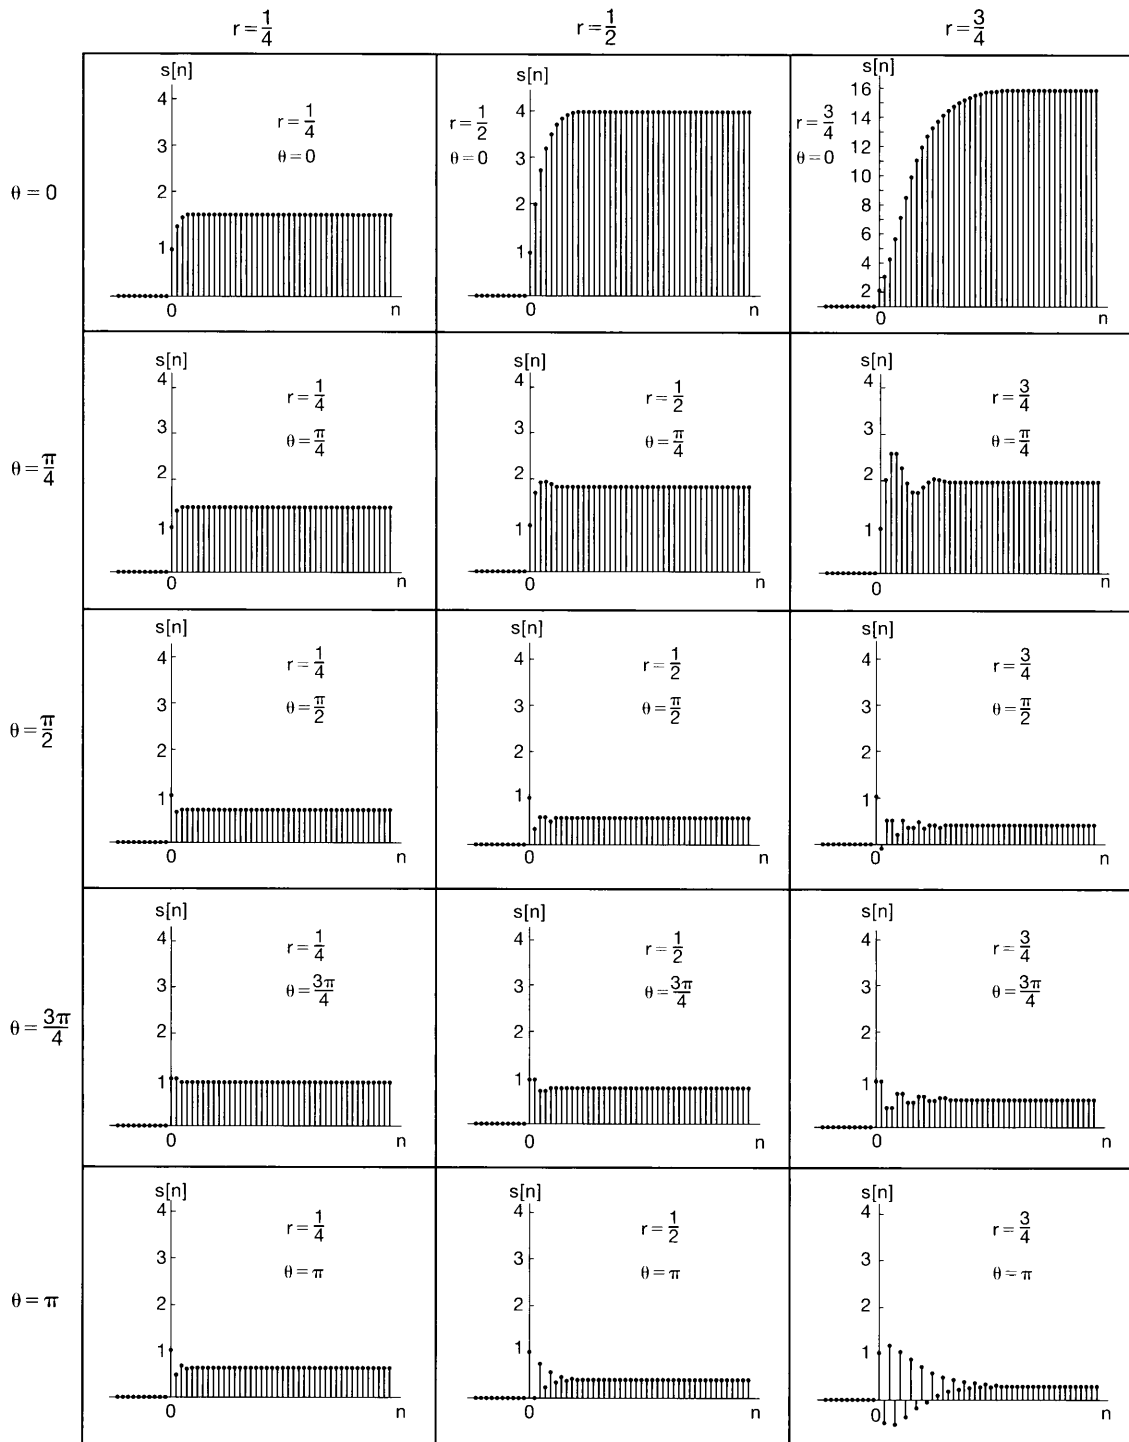 r = 1/4 r = 1/2 r = 3/4
θ = 0
s[n]
4
3
2
1
0
n
r = 1/4
θ = 0
s[n]
4
3
2
1
0
n
r = 1/2
θ = 0
s[n]
16
14
12
10
8
6
4
2
0
n
r = 3/4
θ = 0
θ = π/4
s[n]
4
3
2
1
0
n
r = 1/4
θ = π/4
s[n]
4
3
2
1
0
n
r = 1/2
θ = π/4
s[n]
4
3
2
1
0
n
r = 3/4
θ = π/4
θ = π/2
s[n]
4
3
2
1
0
n
r = 1/4
θ = π/2
s[n]
4
3
2
1
0
n
r = 1/2
θ = π/2
s[n]
4
3
2
1
0
n
r = 3/4
θ = π/2
θ = 3π/4
s[n]
4
3
2
1
0
n
r = 1/4
θ = 3π/4
s[n]
4
3
2
1
0
n
r = 1/2
θ = 3π/4
s[n]
4
3
2
1
0
n
r = 3/4
θ = 3π/4
θ = π
s[n]
4
3
2
1
0
n
r = 1/4
θ = π
s[n]
4
3
2
1
0
n
r = 1/2
θ = π
s[n]
4
3
2
1
0
n
r = 3/4
θ = π